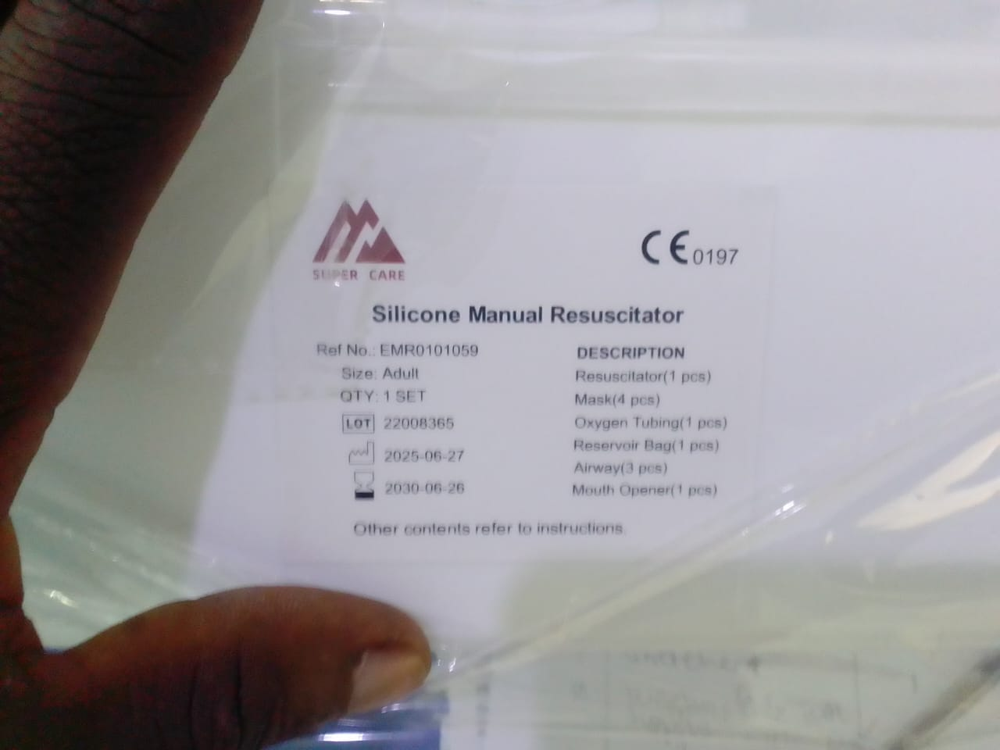 SUPER CARE
CE 0197
Silicone Manual Resuscitator
Ref No.: EMR0101059
Size: Adult
QTY: 1 SET
LOT 22008365
2025-06-27
2030-06-26
DESCRIPTION
Resuscitator(1 pcs)
Mask(4 pcs)
Oxygen Tubing(1 pcs)
Reservoir Bag(1 pcs)
Airway(3 pcs)
Mouth Opener(1 pcs)
Other contents refer to instructions.